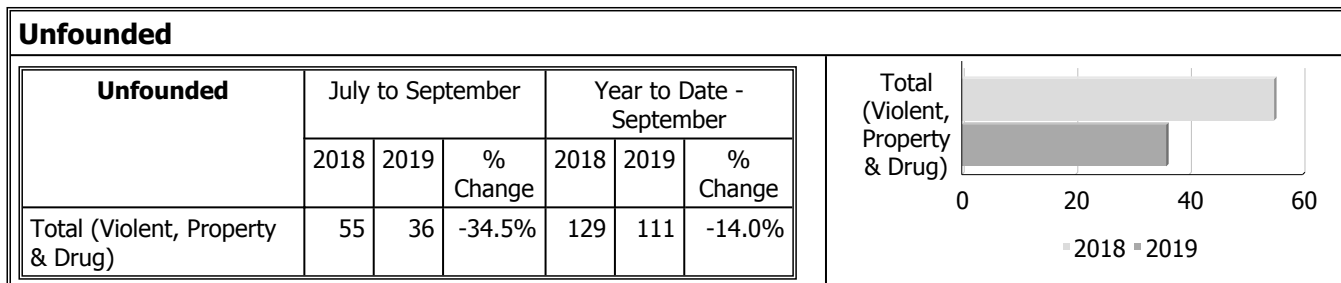 Unfounded
Unfounded
July to September
Year to Date -
September
2018 2019 %
Change
2018 2019 %
Change
Total (Violent, Property
& Drug)
55 36 -34.5% 129 111 -14.0%
Total
(Violent,
Property
& Drug)
0 20 40 60
2018 2019